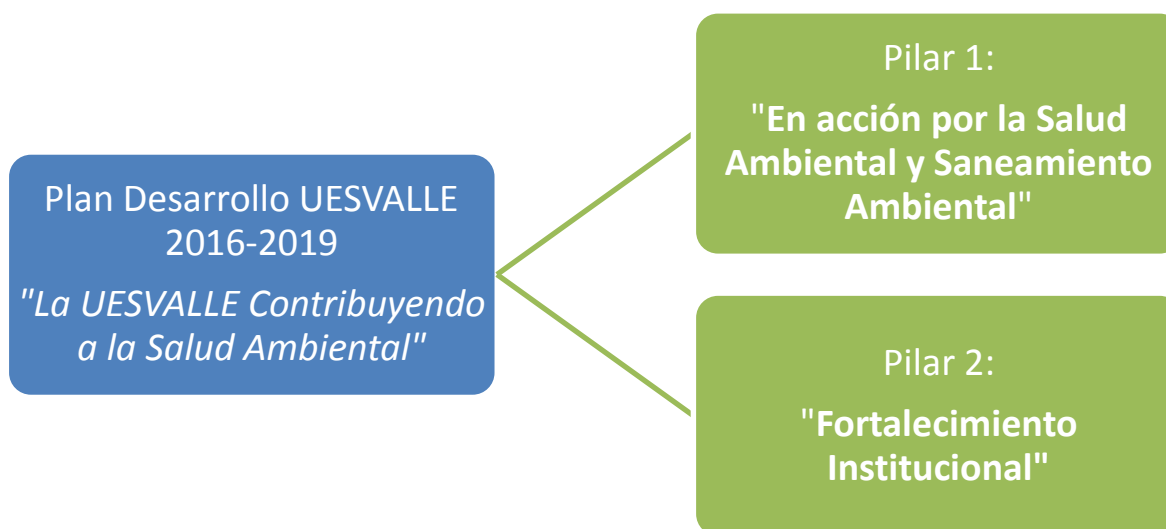 Plan Desarrollo UESVALLE
2016-2019
"La UESVALLE Contribuyendo
a la Salud Ambiental"
Pilar 1:
"En acción por la Salud
Ambiental y Saneamiento
Ambiental"
Pilar 2:
"Fortalecimiento
Institucional"